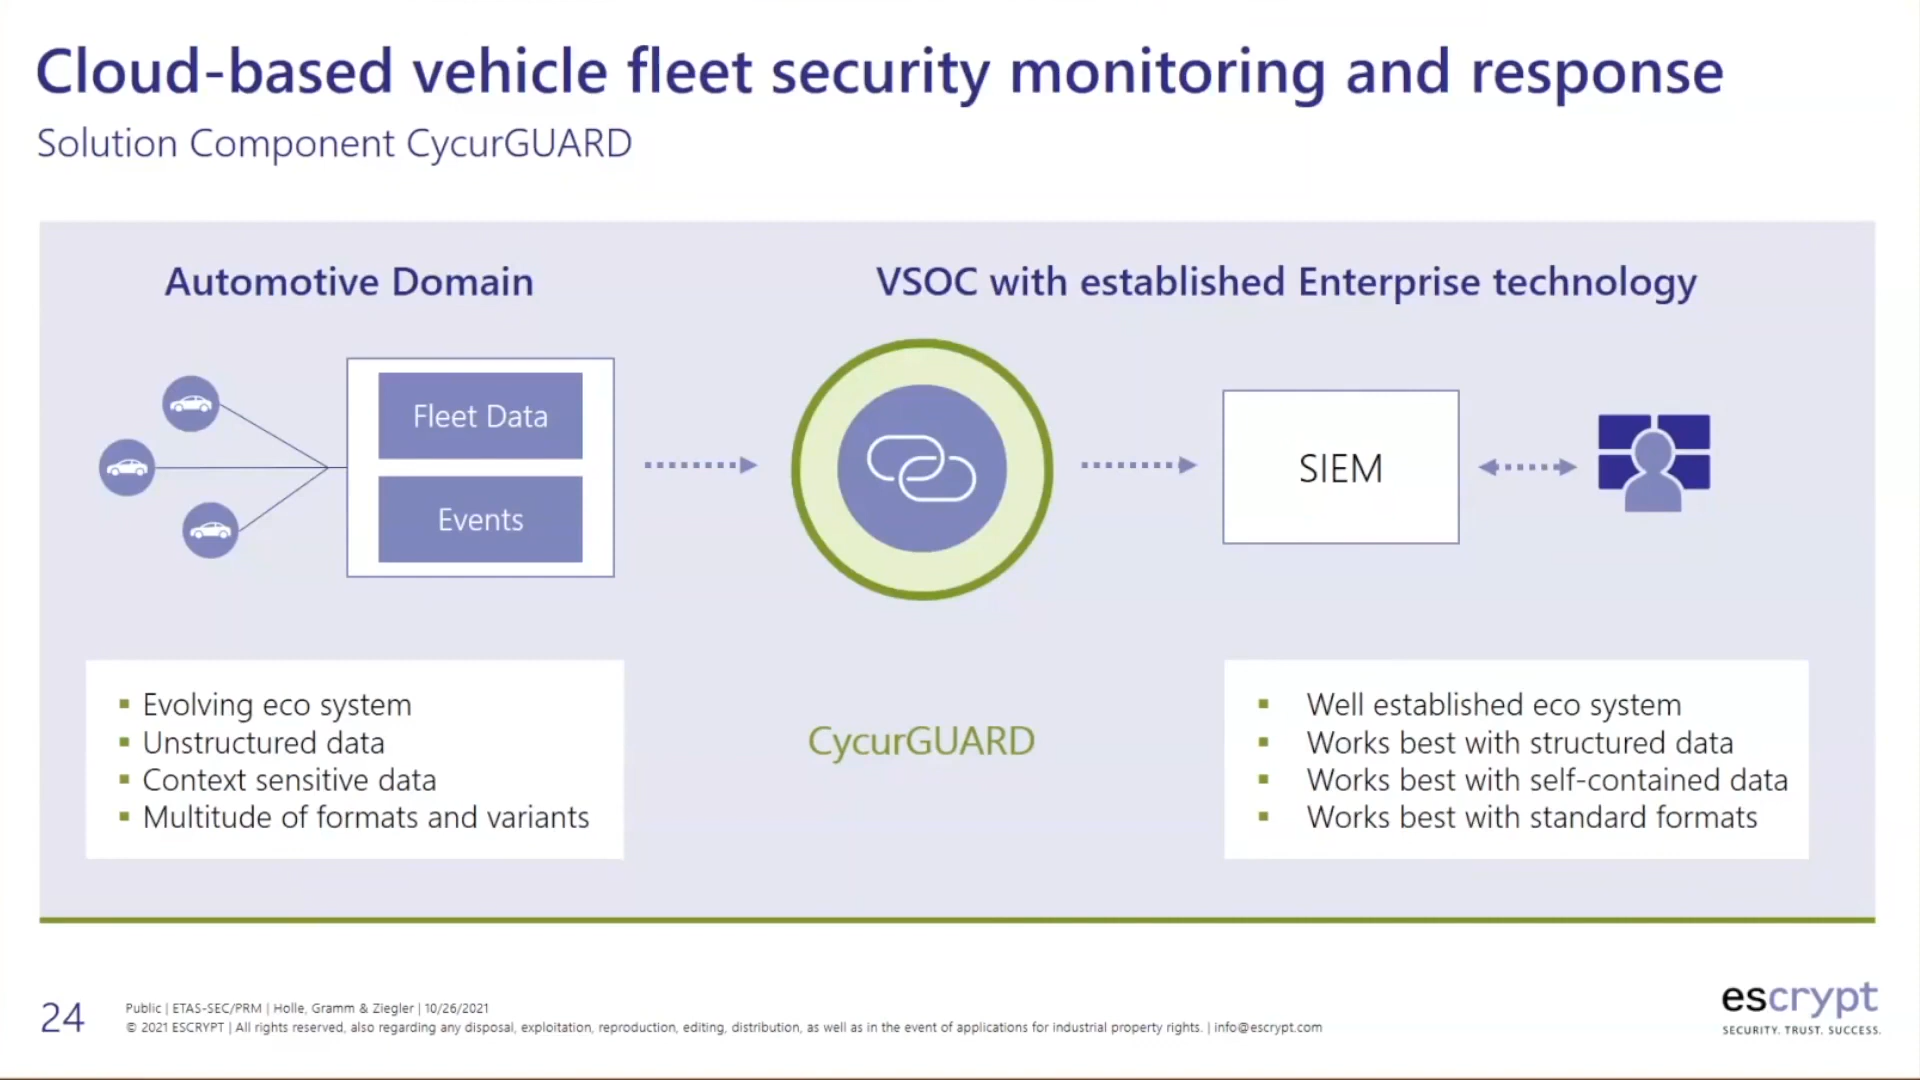 Cloud-based vehicle fleet security monitoring and response
Solution Component CycurGUARD
Automotive Domain
VSOC with established Enterprise technology
Fleet Data
Events
SIEM
▪ Evolving eco system
▪ Unstructured data
▪ Context sensitive data
▪ Multitude of formats and variants
CycurGUARD
▪ Well established eco system
▪ Works best with structured data
▪ Works best with self-contained data
▪ Works best with standard formats
24
Public | ETAS-SEC/PRM | Holle, Gramm & Ziegler | 10/26/2021
© 2021 ESCRYPT | All rights reserved, also regarding any disposal, exploitation, reproduction, editing, distribution, as well as in the event of applications for industrial property rights. | info@escrypt.com
escrypt
SECURITY. TRUST. SUCCESS.